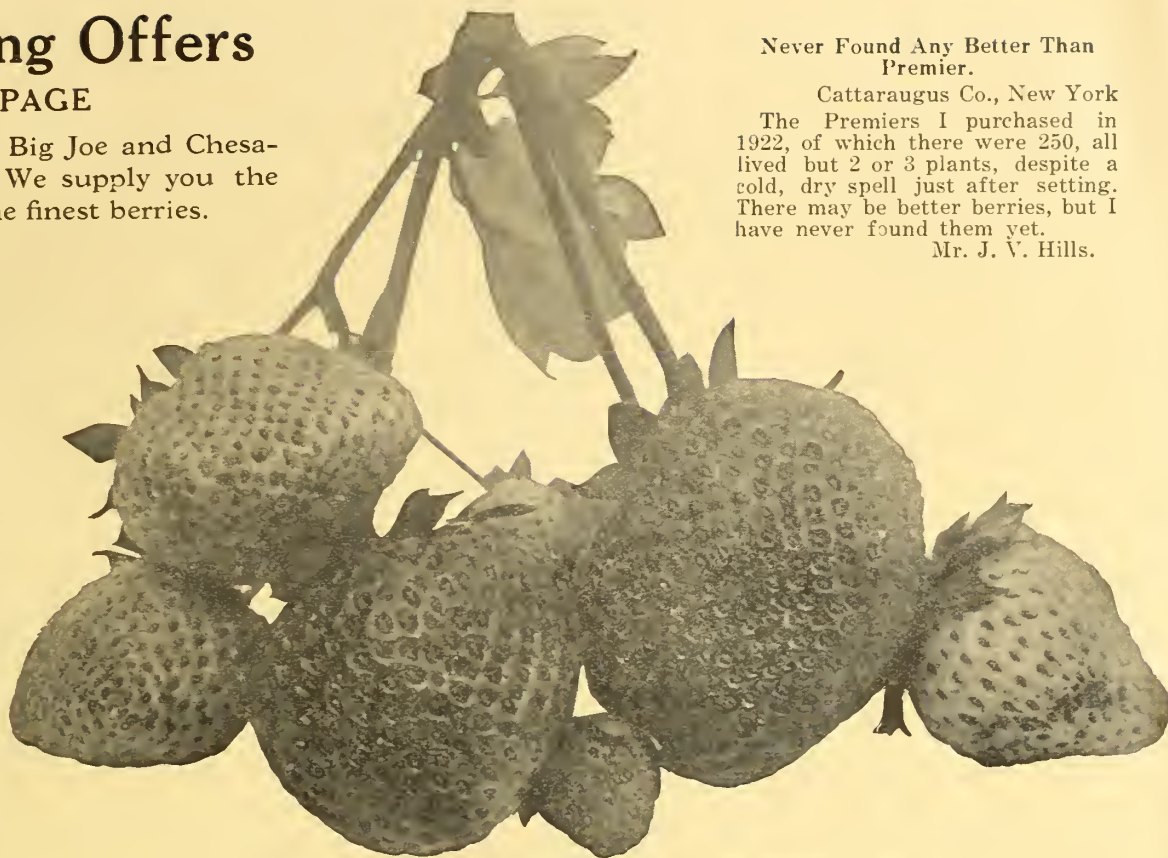 ng Offers
PAGE
Big Joe and Chesa-
We supply you the
e finest berries.
Never Found Any Better Than
Premier.
Cattaraugus Co., New York
The Premiers I purchased in
1922, of which there were 250, all
lived but 2 or 3 plants, despite a
cold, dry spell just after setting.
There may be better berries, but I
have never found them yet.
Mr. J. V. Hills.